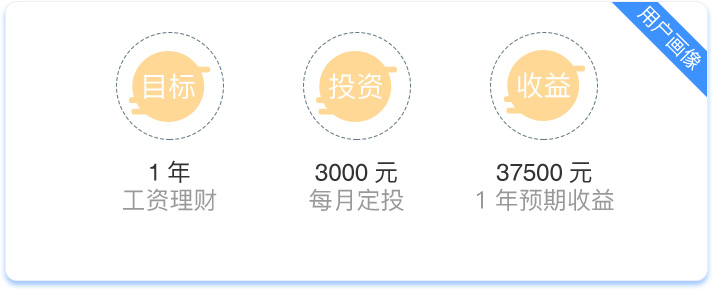 用户画像
目标
投资
收益
1 年
3000 元
37500 元
工资理财
每月定投
1 年预期收益